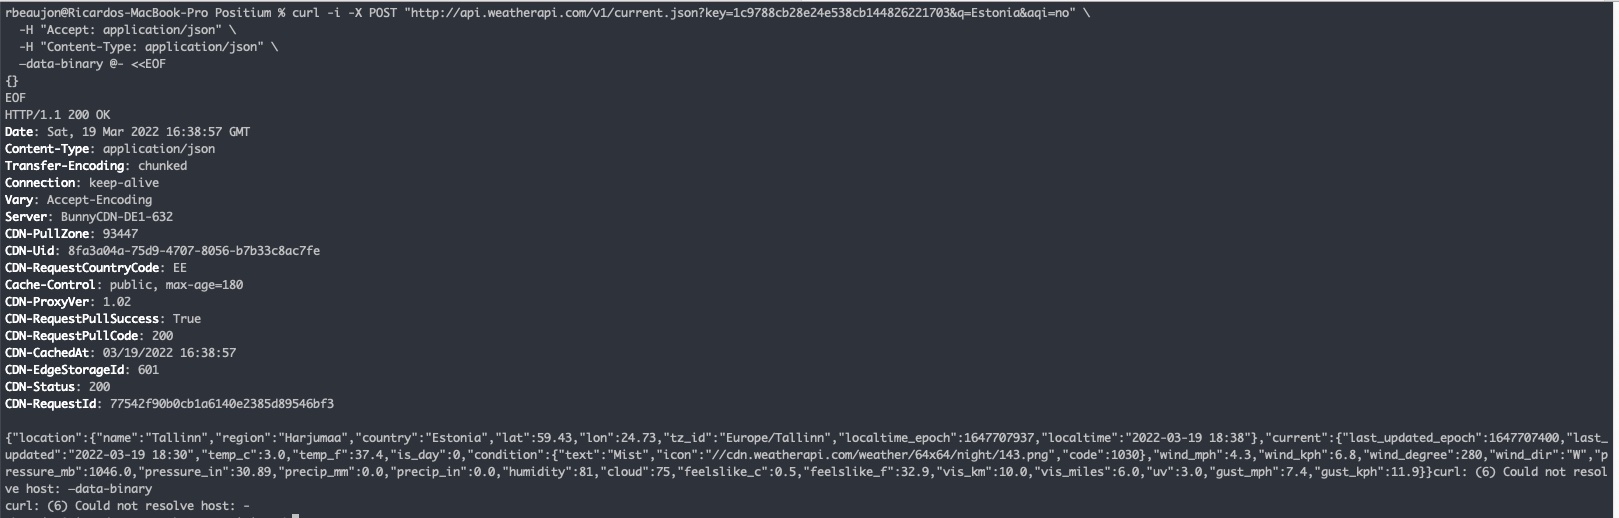 rbeaujon@Ricardos-MacBook-Pro Positium % curl -i -X POST "http://api.weatherapi.com/v1/current.json?key=1c9788cb28e24e538cb144826221703&q=Estonia&aqi=no" \
-H "Accept: application/json" \
-H "Content-Type: application/json" \
—data-binary @- <<EOF
{}
EOF
HTTP/1.1 200 OK
Date: Sat, 19 Mar 2022 16:38:57 GMT
Content-Type: application/json
Transfer-Encoding: chunked
Connection: keep-alive
Vary: Accept-Encoding
Server: BunnyCDN-DE1-632
CDN-PullZone: 93447
CDN-Uid: 8fa3a04a-75d9-4707-8056-b7b33c8ac7fe
CDN-RequestCountryCode: EE
Cache-Control: public, max-age=180
CDN-ProxyVer: 1.02
CDN-RequestPullSuccess: True
CDN-RequestPullCode: 200
CDN-CachedAt: 03/19/2022 16:38:57
CDN-EdgeStorageId: 601
CDN-Status: 200
CDN-RequestId: 77542f90b0cb1a6140e2385d89546bf3
{"location":{"name":"Tallinn","region":"Harjumaa","country":"Estonia","lat":59.43,"lon":24.73,"tz_id":"Europe/Tallinn","localtime_epoch":1647707937,"localtime":"2022-03-19 18:38"},"current":{"last_updated_epoch":1647707400,"last_
updated":"2022-03-19 18:30","temp_c":3.0,"temp_f":37.4,"is_day":0,"condition":{"text":"Mist","icon":"//cdn.weatherapi.com/weather/64x64/night/143.png","code":1030},"wind_mph":4.3,"wind_kph":6.8,"wind_degree":280,"wind_dir":"W","p
ressure_mb":1046.0,"pressure_in":30.89,"precip_mm":0.0,"precip_in":0.0,"humidity":81,"cloud":75,"feelslike_c":0.5,"feelslike_f":32.9,"vis_km":10.0,"vis_miles":6.0,"uv":3.0,"gust_mph":7.4,"gust_kph":11.9}}curl: (6) Could not resol
ve host: —data-binary
curl: (6) Could not resolve host: -